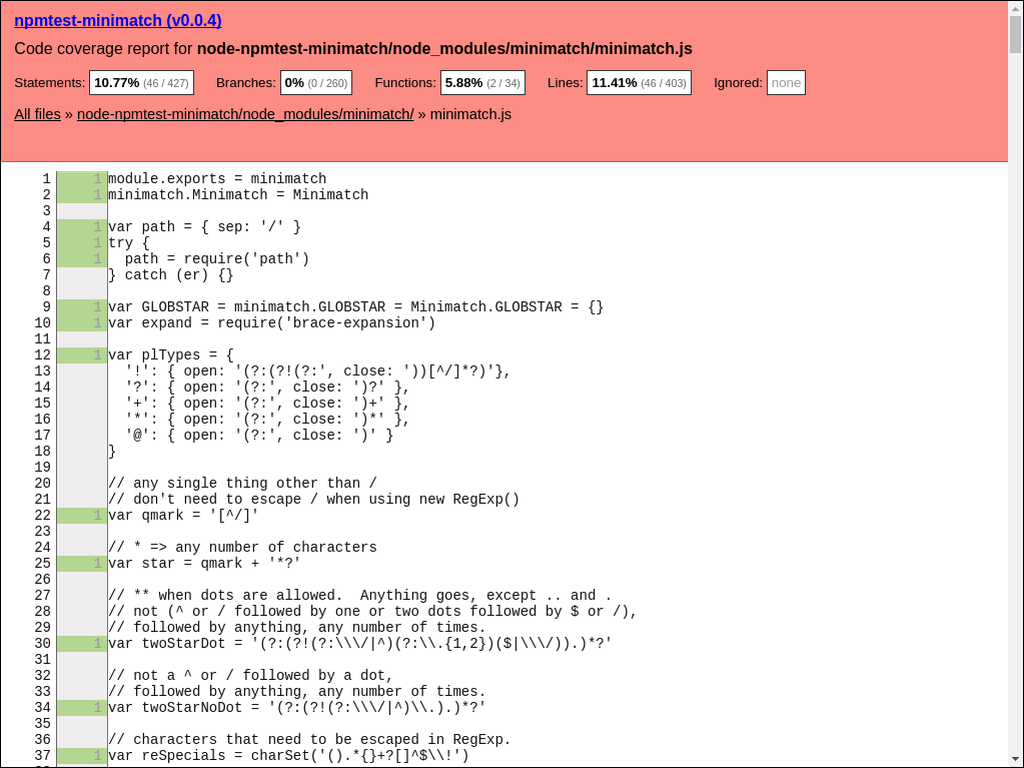 npmtest-minimatch (v0.0.4)
Code coverage report for node-npmtest-minimatch/node_modules/minimatch/minimatch.js
Statements: 10.77% (46 / 427) Branches: 0% (0 / 260) Functions: 5.88% (2 / 34) Lines: 11.41% (46 / 403) Ignored: none
All files » node-npmtest-minimatch/node_modules/minimatch/ » minimatch.js
1 1 module.exports = minimatch
2 1 minimatch.Minimatch = Minimatch
3
4 1 var path = { sep: '/' }
5 1 try {
6 1   path = require('path')
7 } catch (er) {}
8
9 1 var GLOBSTAR = minimatch.GLOBSTAR = Minimatch.GLOBSTAR = {}
10 1 var expand = require('brace-expansion')
11
12 1 var plTypes = {
13   '!': { open: '(?:(?!(?:', close: '))[^/]*?)'},
14   '?': { open: '(?:', close: ')?' },
15   '+': { open: '(?:', close: ')+' },
16   '*': { open: '(?:', close: ')*' },
17   '@': { open: '(?:', close: ')' }
18 }
19
20 // any single thing other than /
21 // don't need to escape / when using new RegExp()
22 1 var qmark = '[^/]'
23
24 // * => any number of characters
25 1 var star = qmark + '*?'
26
27 // ** when dots are allowed.  Anything goes, except .. and .
28 // not (^ or / followed by one or two dots followed by $ or /),
29 // followed by anything, any number of times.
30 1 var twoStarDot = '(?:(?!(?:\\\/|^)(?:\\.{1,2})($|\\\/)).)*?'
31
32 // not a ^ or / followed by a dot,
33 // followed by anything, any number of times.
34 1 var twoStarNoDot = '(?:(?!(?:\\\/|^)\\.).)*?'
35
36 // characters that need to be escaped in RegExp.
37 1 var reSpecials = charSet('().*{}+?[]^$\\!')